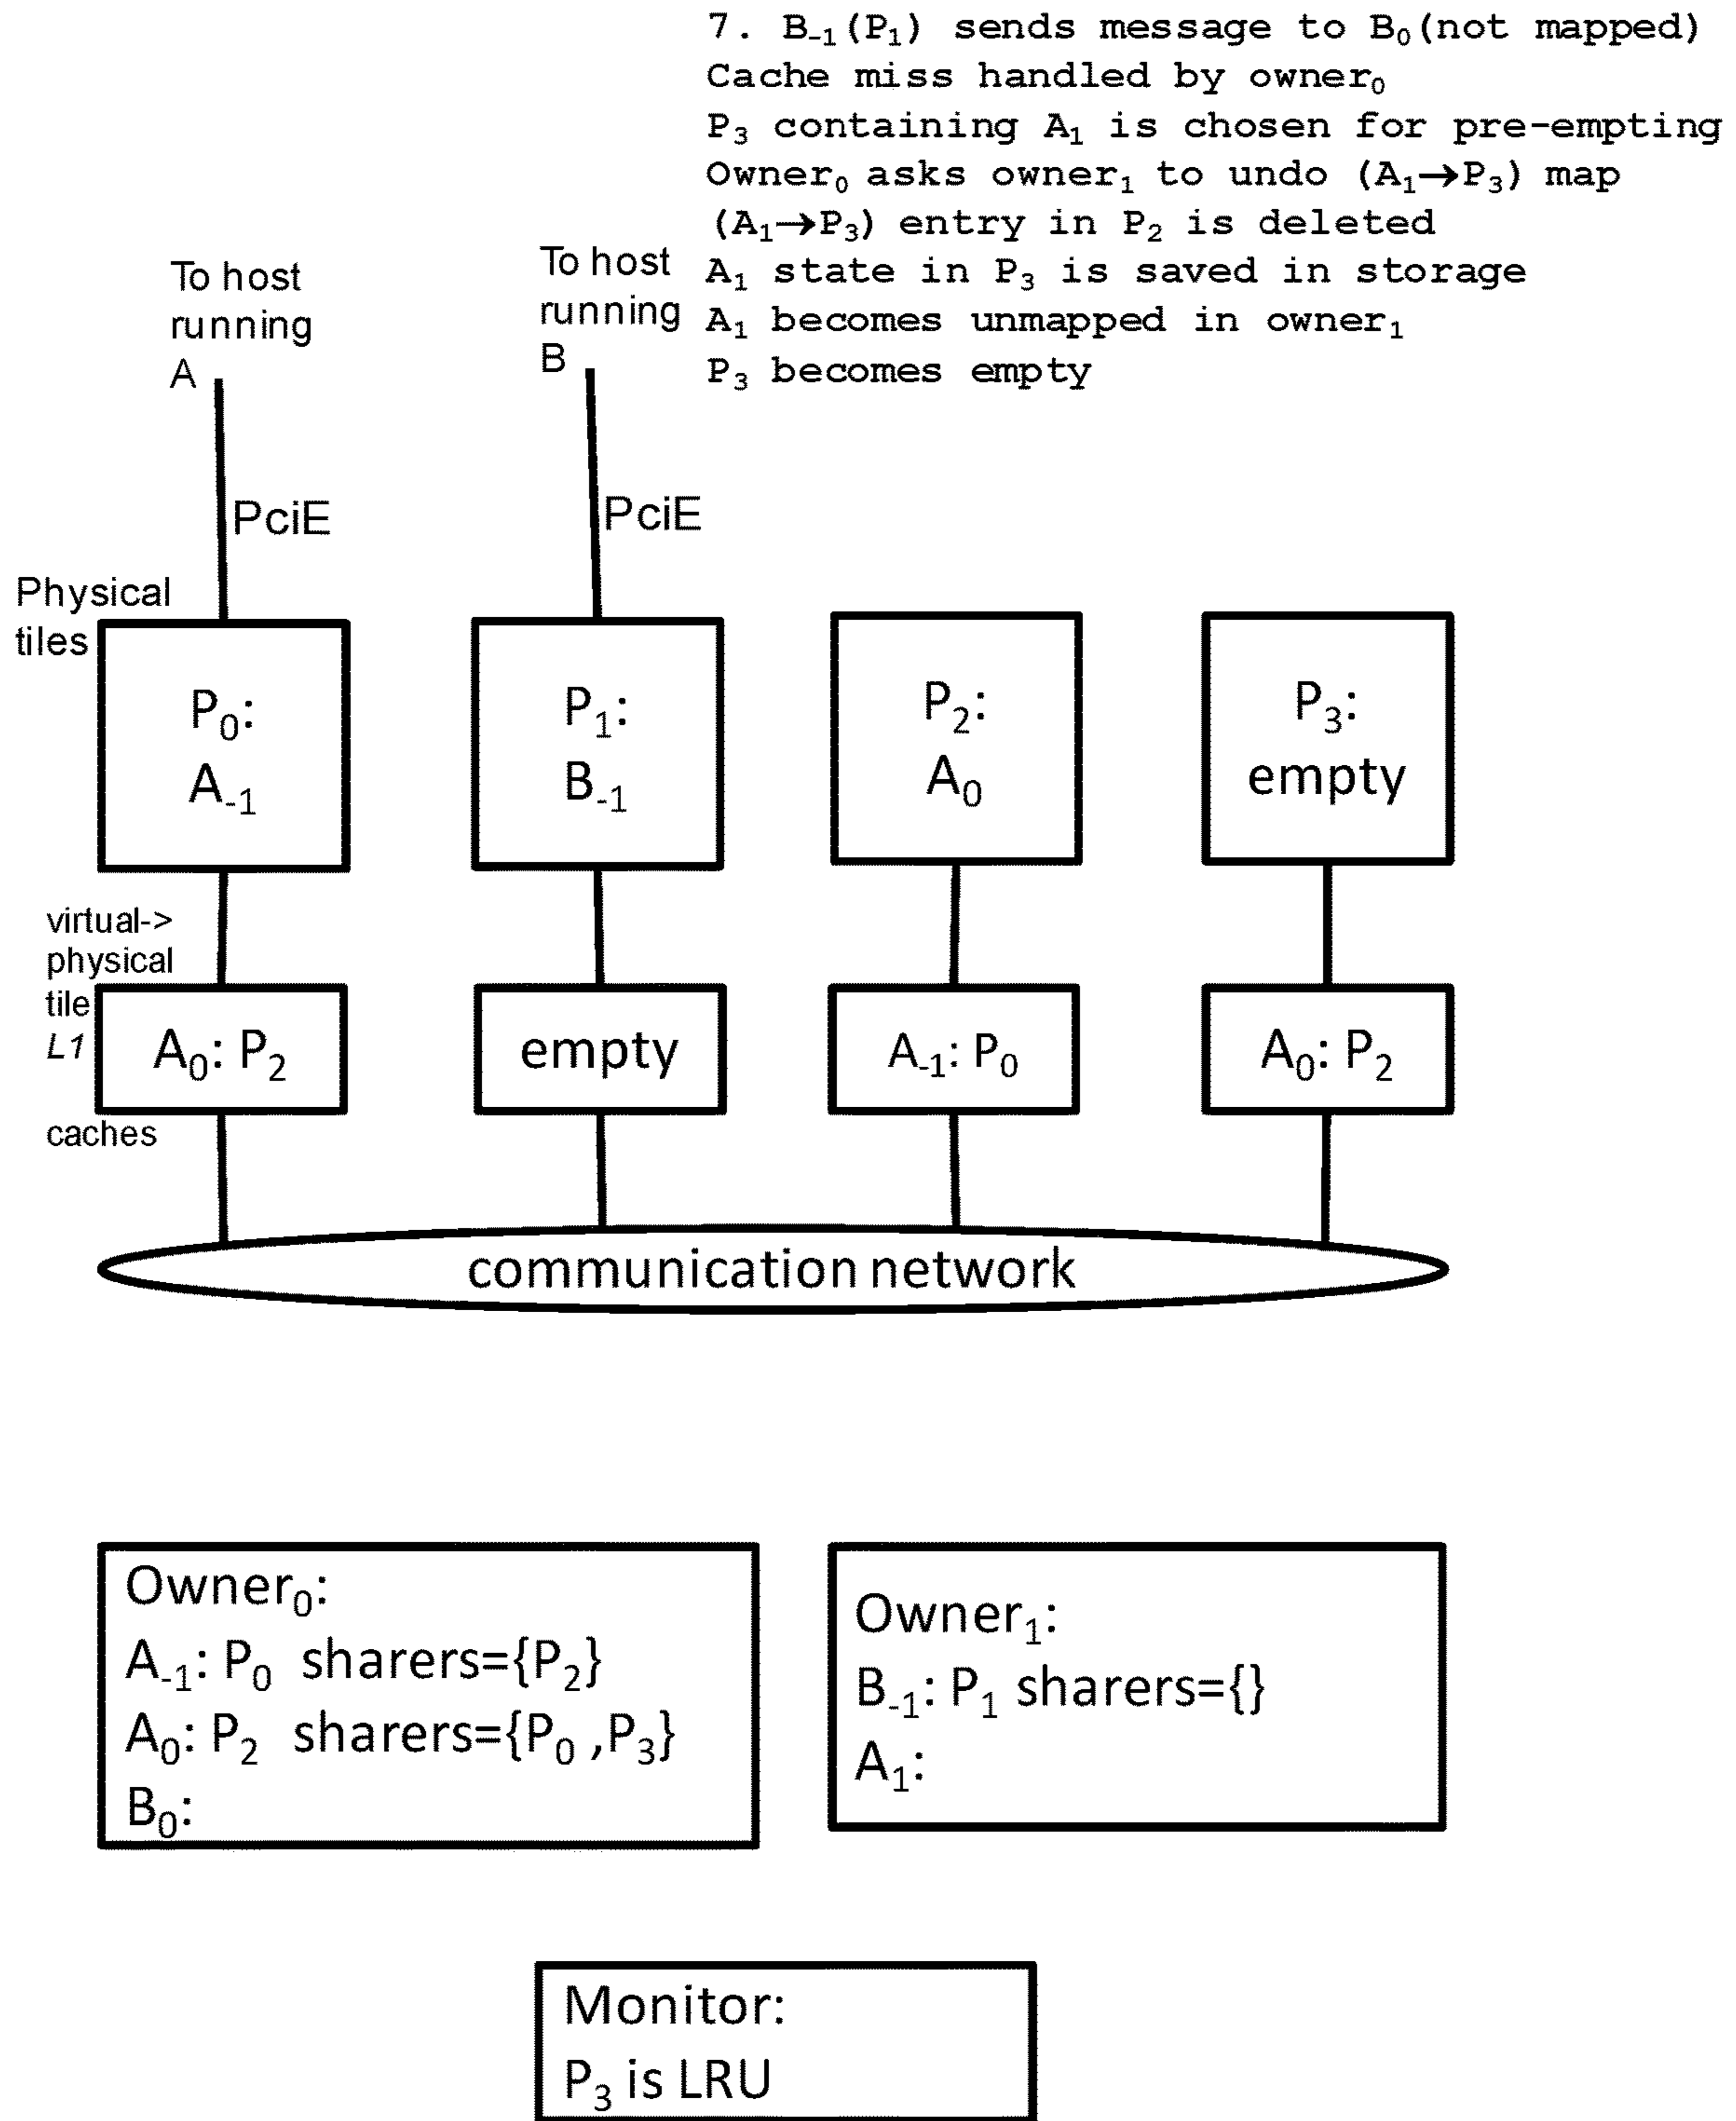 7. B₋₁(P₁) sends message to B₀(not mapped)
Cache miss handled by owner₀
P₃ containing A₁ is chosen for pre-empting
Owner₀ asks owner₁ to undo (A₁→P₃) map
(A₁→P₃) entry in P₂ is deleted
A₁ state in P₃ is saved in storage
A₁ becomes unmapped in owner₁
P₃ becomes empty
To host
running
A
To host
running
B
PciE
PciE
Physical
tiles
P₀:
A₋₁
P₁:
B₋₁
P₂:
A₀
P₃:
empty
virtual->
physical
tile
L1
caches
A₀: P₂
empty
A₋₁: P₀
A₀: P₂
communication network
Owner₀:
A₋₁: P₀ sharers={P₂}
A₀: P₂ sharers={P₀ ,P₃}
B₀:
Owner₁:
B₋₁: P₁ sharers={}
A₁:
Monitor:
P₃ is LRU